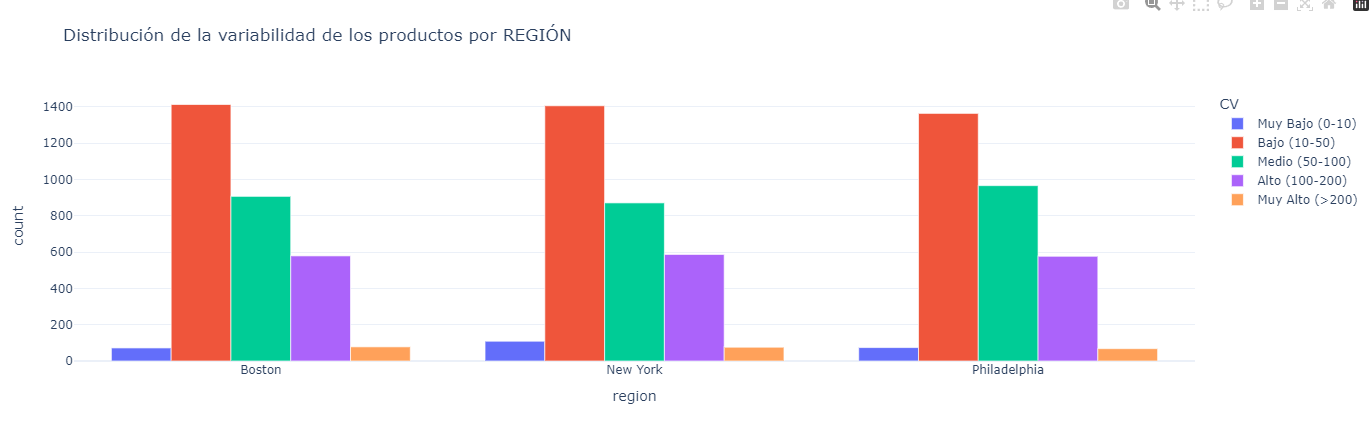 Distribución de la variabilidad de los productos por REGIÓN
count
1400
1200
1000
800
600
400
200
0
Boston
New York
Philadelphia
region
CV
Muy Bajo (0-10)
Bajo (10-50)
Medio (50-100)
Alto (100-200)
Muy Alto (>200)